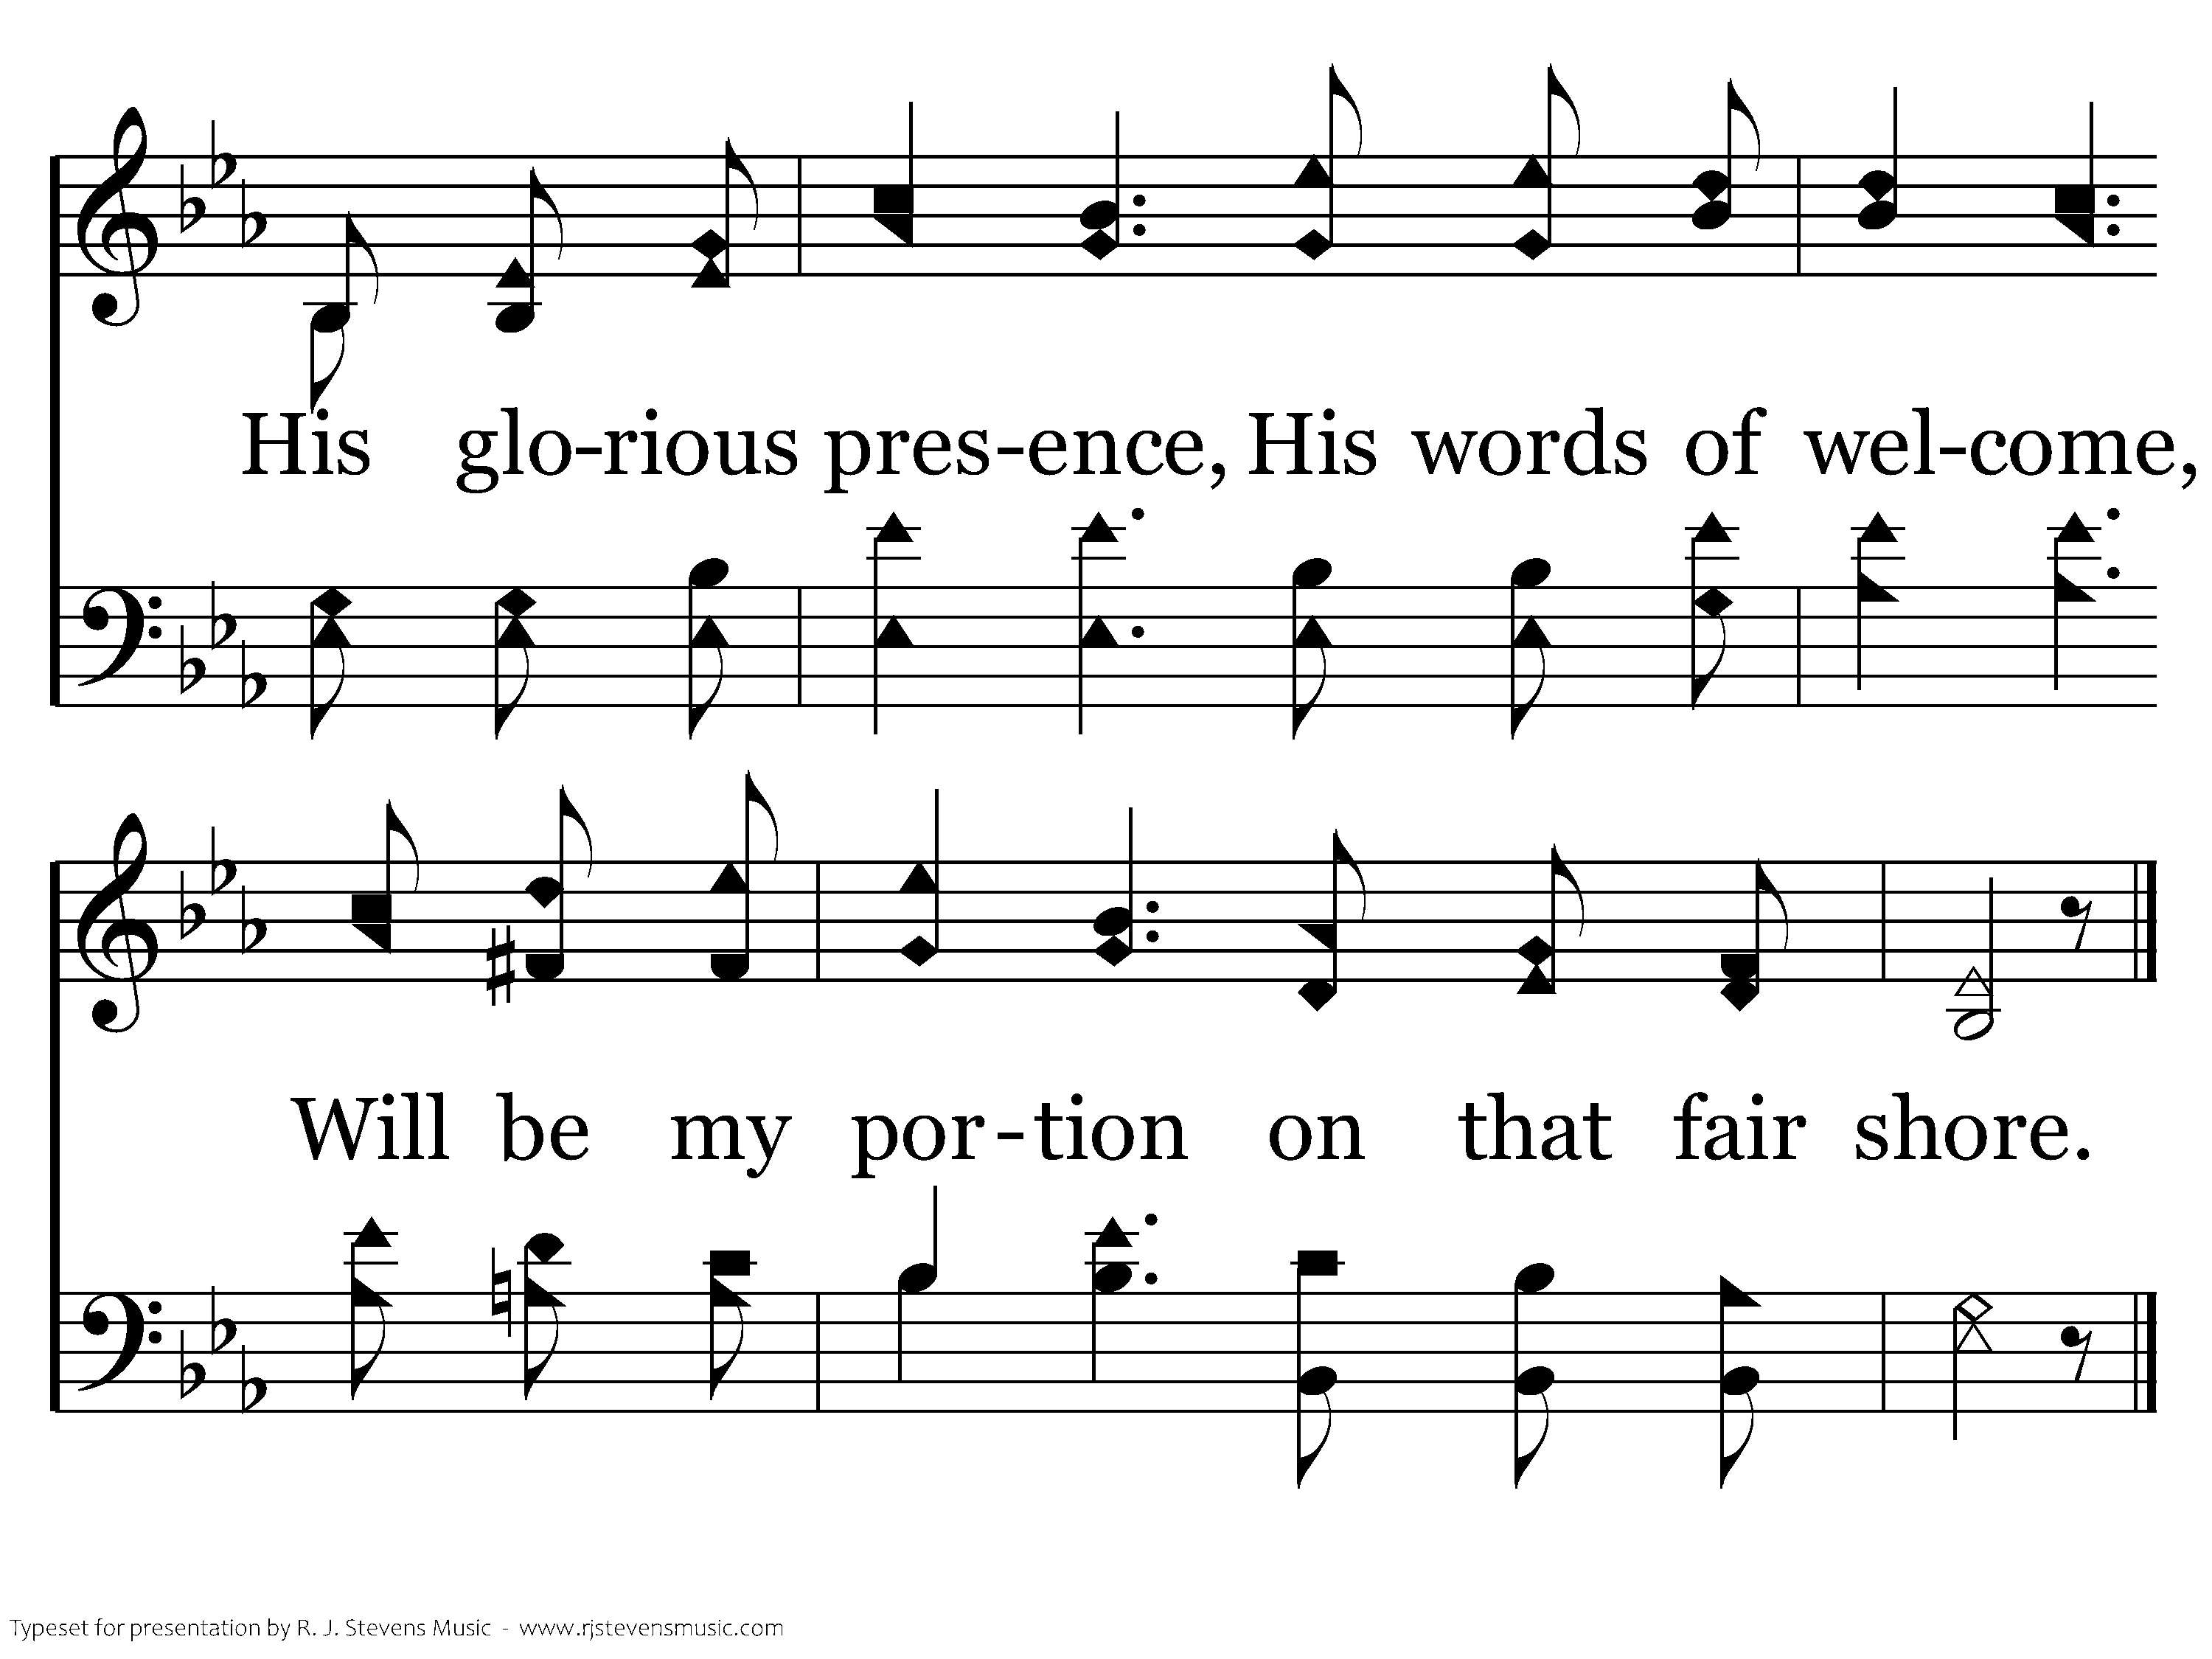 His glo-rious pres-ence, His words of wel-come,
Will be my por-tion on that fair shore.
Typeset for presentation by R. J. Stevens Music - www.rjstevensmusic.com